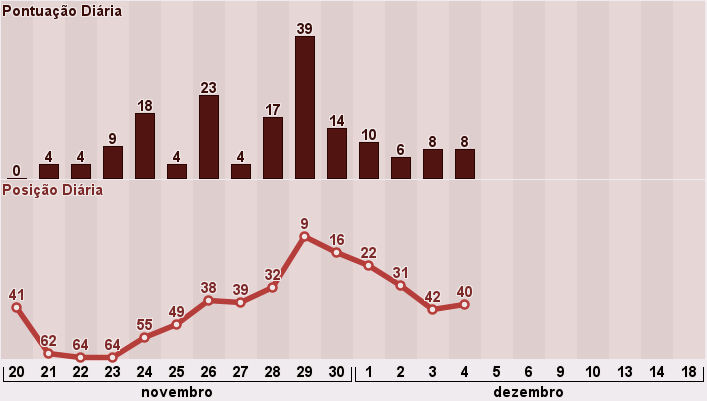 Pontuação Diária
0 4 4 9 18 4 23 4 17 39 14 10 6 8 8
Posição Diária
41 62 64 64 55 49 38 39 32 9 16 22 31 42 40
20 21 22 23 24 25 26 27 28 29 30 1 2 3 4 5 6 9 10 13 14 18
novembro dezembro